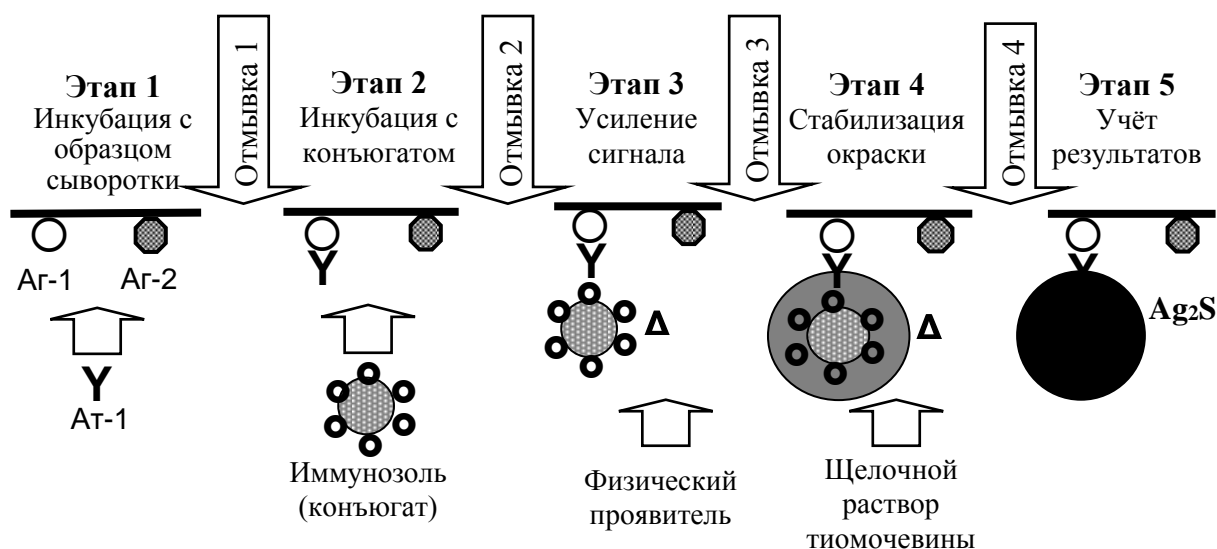 Этап 1
Инкубация с
образцом
сыворотки
Отмывка 1
Этап 2
Инкубация с
конъюгатом
Отмывка 2
Этап 3
Усиление
сигнала
Отмывка 3
Этап 4
Стабилизация
окраски
Отмывка 4
Этап 5
Учёт
результатов
Аг-1
Аг-2
Y
Ат-1
Y
Иммунозоль
(конъюгат)
Y
Δ
Физический
проявитель
Y
Δ
Щелочной
раствор
тиомочевины
Y
Ag₂S